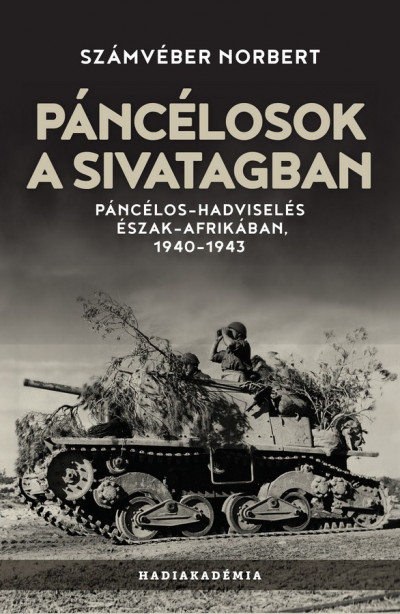 SZÁMVÉBER NORBERT
PÁNCÉLOSOK
A SIVATAGBAN
PÁNCÉLOS-HADVISELÉS
ÉSZAK-AFRIKÁBAN,
1940-1943
HADIAKADÉMIA